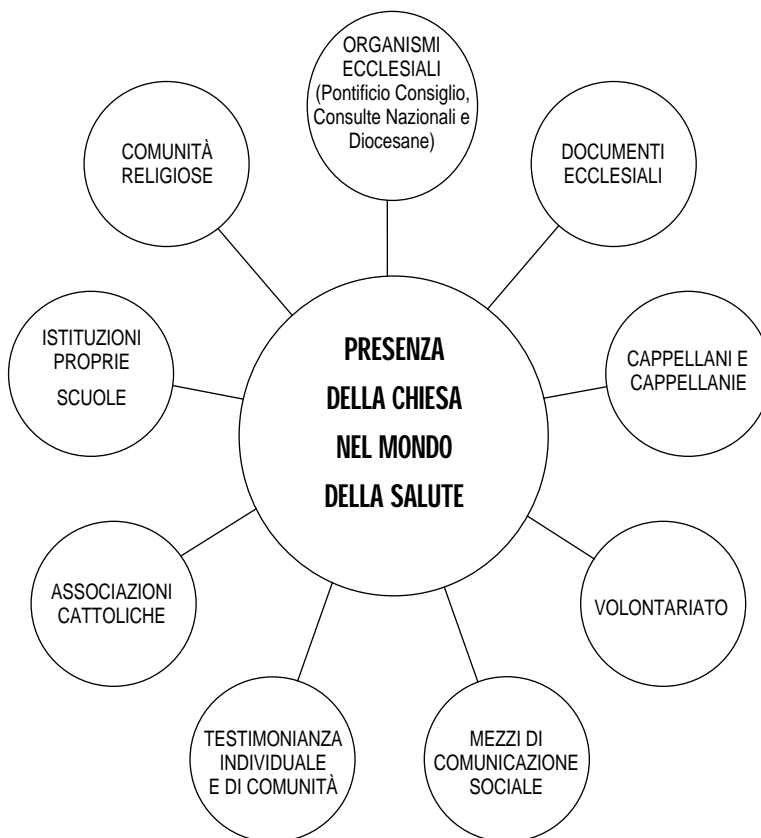 ORGANISMI
ECCLESIALI
(Pontificio Consiglio,
Consulte Nazionali e
Diocesane)
DOCUMENTI
ECCLESIALI
CAPPELLANI E
CAPPELLANIE
VOLONTARIATO
MEZZI DI
COMUNICAZIONE
SOCIALE
TESTIMONIANZA
INDIVIDUALE
E DI COMUNITÀ
ASSOCIAZIONI
CATTOLICHE
ISTITUZIONI
PROPRIE
SCUOLE
COMUNITÀ
RELIGIOSE
PRESENZA
DELLA CHIESA
NEL MONDO
DELLA SALUTE